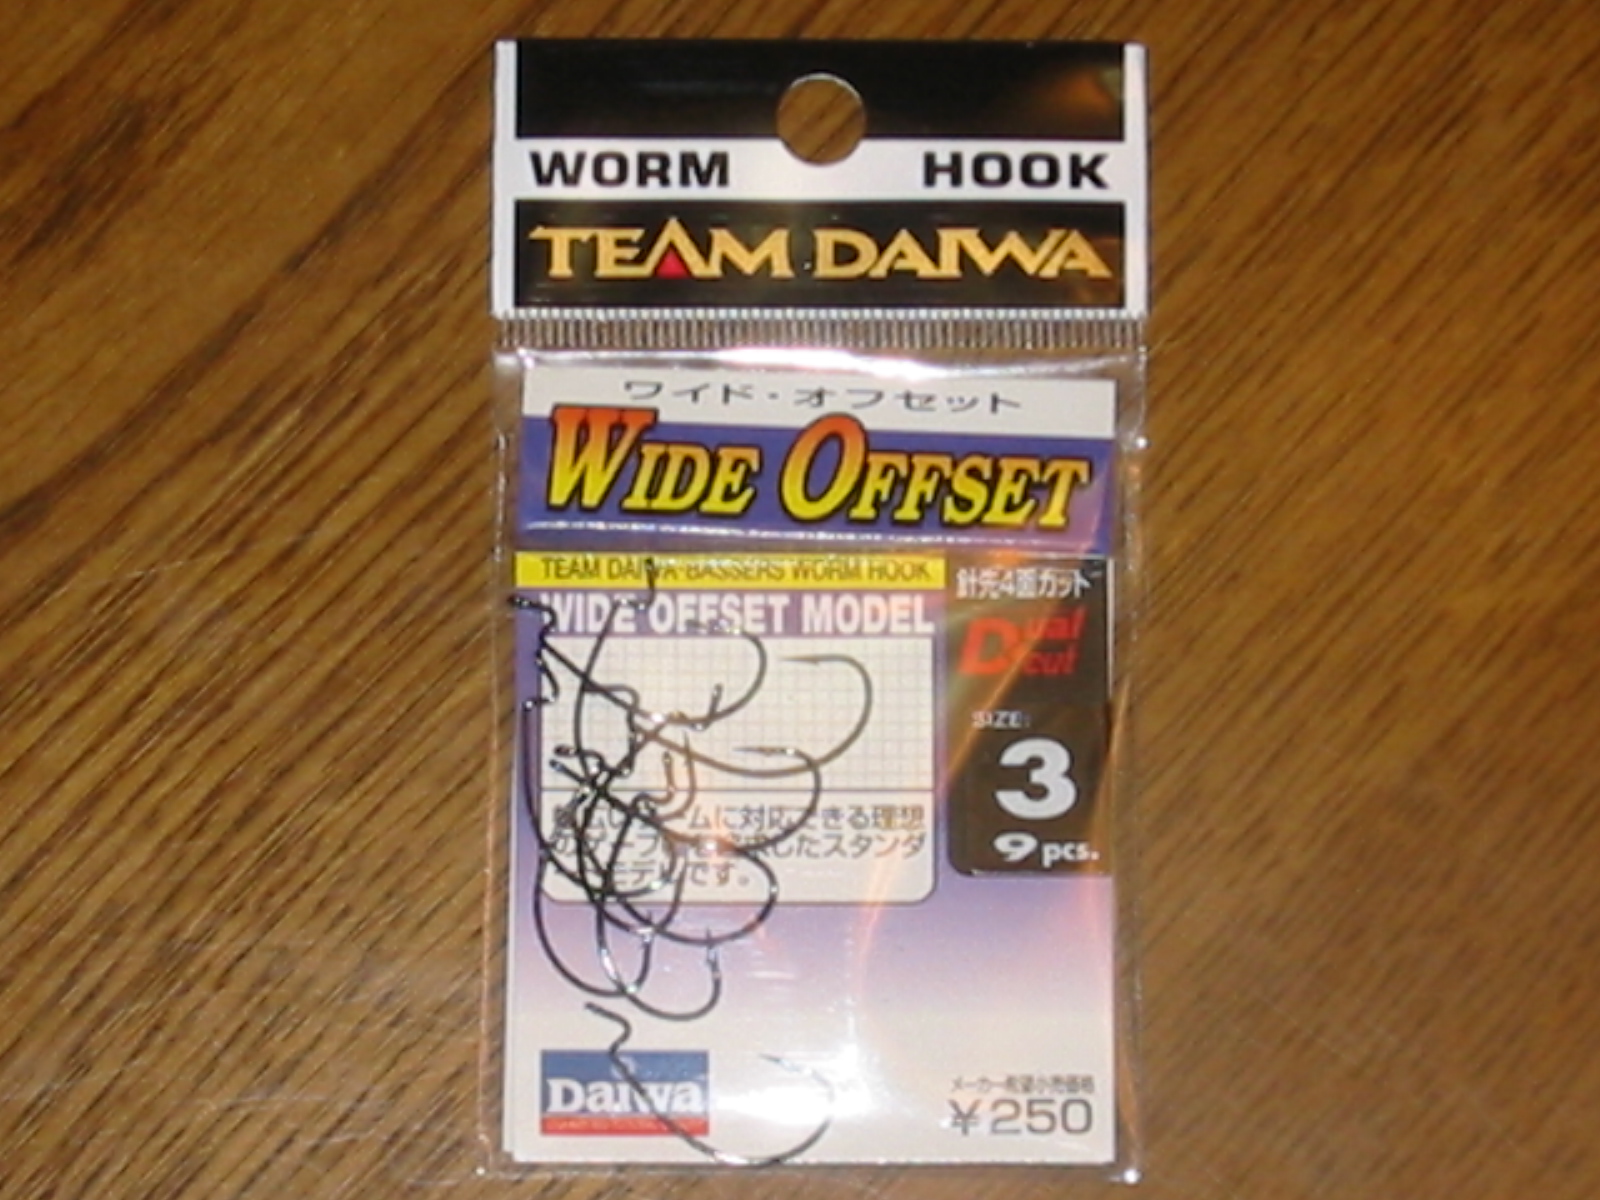 WORM HOOK
TEAM DAIWA
ワイド・オフセット
WIDE OFFSET
TEAM DAIWA BASSERS WORM HOOK
WIDE OFFSET MODEL
針先4面カット
Dual cut
SIZE:
3
9 pcs.
ームに対応できる理想
したスタンダ
モデルです。
Daiwa
メーカー希望小売価格
¥250